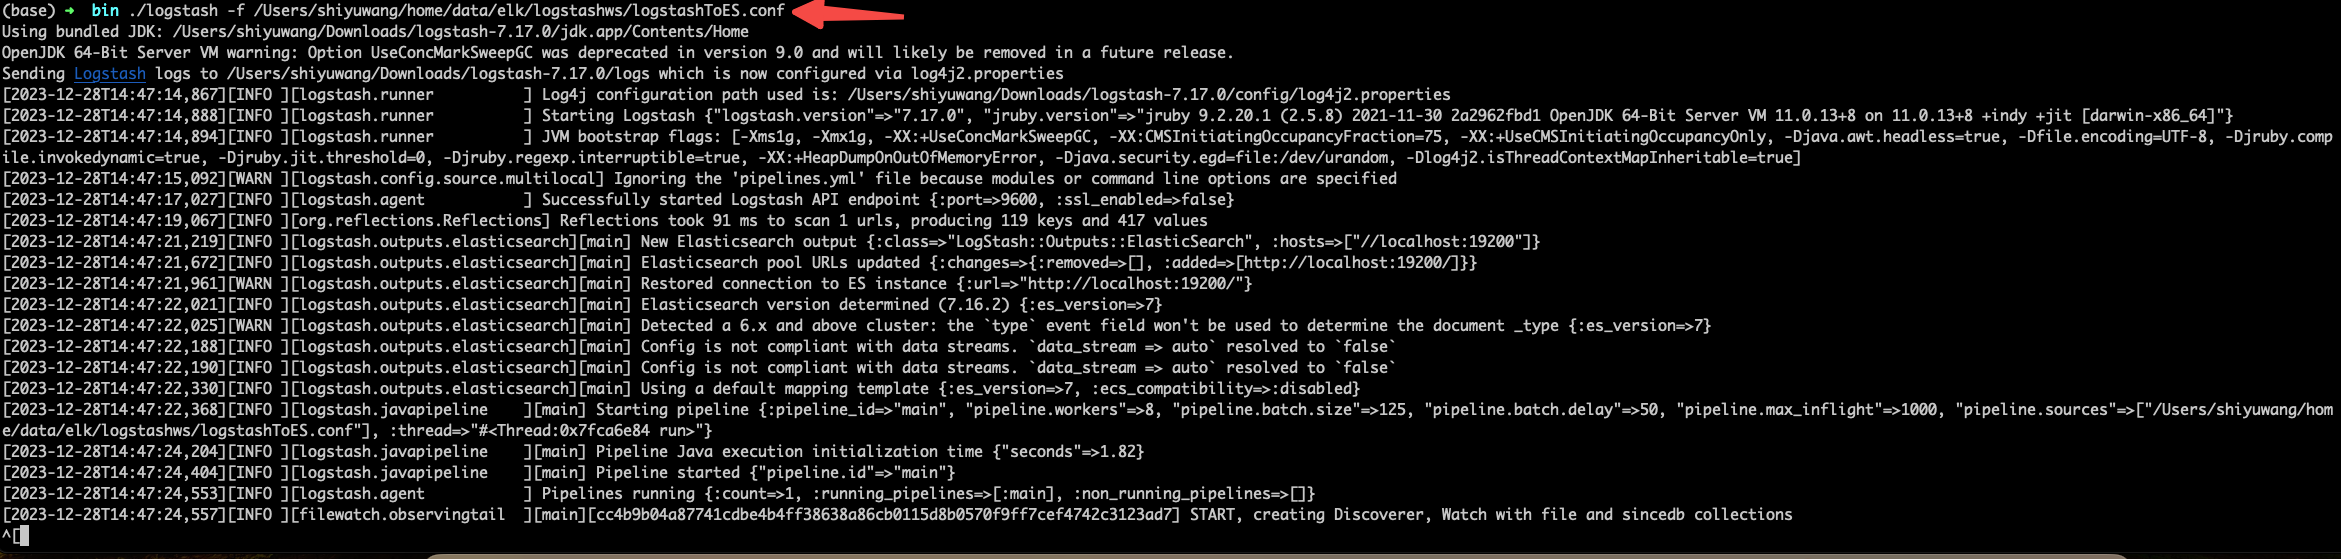 (base) ➜  bin ./logstash -f /Users/shiyuwang/home/data/elk/logstashws/logstashToES.conf
Using bundled JDK: /Users/shiyuwang/Downloads/logstash-7.17.0/jdk.app/Contents/Home
OpenJDK 64-Bit Server VM warning: Option UseConcMarkSweepGC was deprecated in version 9.0 and will likely be removed in a future release.
Sending Logstash logs to /Users/shiyuwang/Downloads/logstash-7.17.0/logs which is now configured via log4j2.properties
[2023-12-28T14:47:14,867][INFO ][logstash.runner          ] Log4j configuration path used is: /Users/shiyuwang/Downloads/logstash-7.17.0/config/log4j2.properties
[2023-12-28T14:47:14,888][INFO ][logstash.runner          ] Starting Logstash {"logstash.version"=>"7.17.0", "jruby.version"=>"jruby 9.2.20.1 (2.5.8) 2021-11-30 2a2962fbd1 OpenJDK 64-Bit Server VM 11.0.13+8 on 11.0.13+8 +indy +jit [darwin-x86_64]"}
[2023-12-28T14:47:14,894][INFO ][logstash.runner          ] JVM bootstrap flags: [-Xms1g, -Xmx1g, -XX:+UseConcMarkSweepGC, -XX:CMSInitiatingOccupancyFraction=75, -XX:+UseCMSInitiatingOccupancyOnly, -Djava.awt.headless=true, -Dfile.encoding=UTF-8, -Djruby.comp
ile.invokedynamic=true, -Djruby.jit.threshold=0, -Djruby.regexp.interruptible=true, -XX:+HeapDumpOnOutOfMemoryError, -Djava.security.egd=file:/dev/urandom, -Dlog4j2.isThreadContextMapInheritable=true]
[2023-12-28T14:47:15,092][WARN ][logstash.config.source.multilocal] Ignoring the 'pipelines.yml' file because modules or command line options are specified
[2023-12-28T14:47:17,027][INFO ][logstash.agent           ] Successfully started Logstash API endpoint {:port=>9600, :ssl_enabled=>false}
[2023-12-28T14:47:19,067][INFO ][org.reflections.Reflections] Reflections took 91 ms to scan 1 urls, producing 119 keys and 417 values
[2023-12-28T14:47:21,219][INFO ][logstash.outputs.elasticsearch][main] New Elasticsearch output {:class=>"LogStash::Outputs::ElasticSearch", :hosts=>["//localhost:19200"]}
[2023-12-28T14:47:21,672][INFO ][logstash.outputs.elasticsearch][main] Elasticsearch pool URLs updated {:changes=>{:removed=>[], :added=>[http://localhost:19200/]}}
[2023-12-28T14:47:21,961][WARN ][logstash.outputs.elasticsearch][main] Restored connection to ES instance {:url=>"http://localhost:19200/"}
[2023-12-28T14:47:22,021][INFO ][logstash.outputs.elasticsearch][main] Elasticsearch version determined (7.16.2) {:es_version=>7}
[2023-12-28T14:47:22,025][WARN ][logstash.outputs.elasticsearch][main] Detected a 6.x and above cluster: the `type` event field won't be used to determine the document _type {:es_version=>7}
[2023-12-28T14:47:22,188][INFO ][logstash.outputs.elasticsearch][main] Config is not compliant with data streams. `data_stream => auto` resolved to `false`
[2023-12-28T14:47:22,190][INFO ][logstash.outputs.elasticsearch][main] Config is not compliant with data streams. `data_stream => auto` resolved to `false`
[2023-12-28T14:47:22,330][INFO ][logstash.outputs.elasticsearch][main] Using a default mapping template {:es_version=>7, :ecs_compatibility=>:disabled}
[2023-12-28T14:47:22,368][INFO ][logstash.javapipeline    ][main] Starting pipeline {:pipeline_id=>"main", "pipeline.workers"=>8, "pipeline.batch.size"=>125, "pipeline.batch.delay"=>50, "pipeline.max_inflight"=>1000, "pipeline.sources"=>["/Users/shiyuwang/hom
e/data/elk/logstashws/logstashToES.conf"], :thread=>"#<Thread:0x7fca6e84 run>"}
[2023-12-28T14:47:24,204][INFO ][logstash.javapipeline    ][main] Pipeline Java execution initialization time {"seconds"=>1.82}
[2023-12-28T14:47:24,404][INFO ][logstash.javapipeline    ][main] Pipeline started {"pipeline.id"=>"main"}
[2023-12-28T14:47:24,553][INFO ][logstash.agent           ] Pipelines running {:count=>1, :running_pipelines=>[:main], :non_running_pipelines=>[]}
[2023-12-28T14:47:24,557][INFO ][filewatch.observingtail  ][main][cc4b9b04a87741cdbe4b4ff38638a86cb0115d8b0570f9ff7cef4742c3123ad7] START, creating Discoverer, Watch with file and sincedb collections
^[